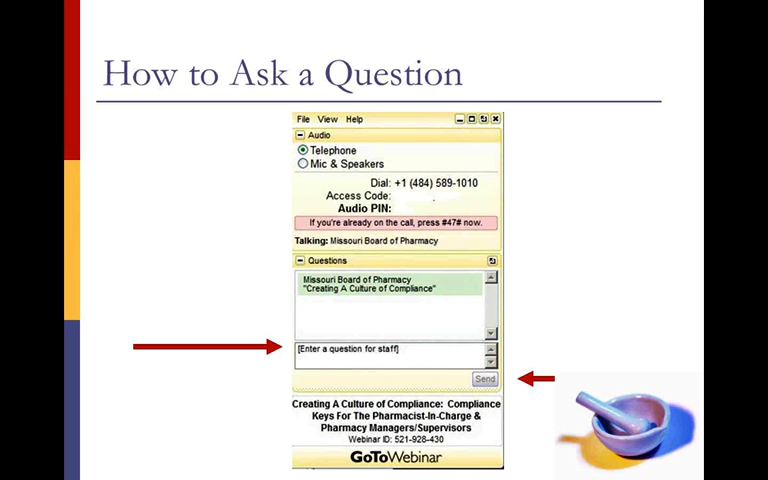 How to Ask a Question
File View Help
Audio
Telephone
Mic & Speakers
Dial: +1 (484) 589-1010
Access Code:
Audio PIN:
If you're already on the call, press #47# now.
Talking: Missouri Board of Pharmacy
Questions
Missouri Board of Pharmacy
"Creating A Culture of Compliance"
[Enter a question for staff]
Send
Creating A Culture of Compliance: Compliance
Keys For The Pharmacist-In-Charge &
Pharmacy Managers/Supervisors
Webinar ID: 521-928-430
GoToWebinar